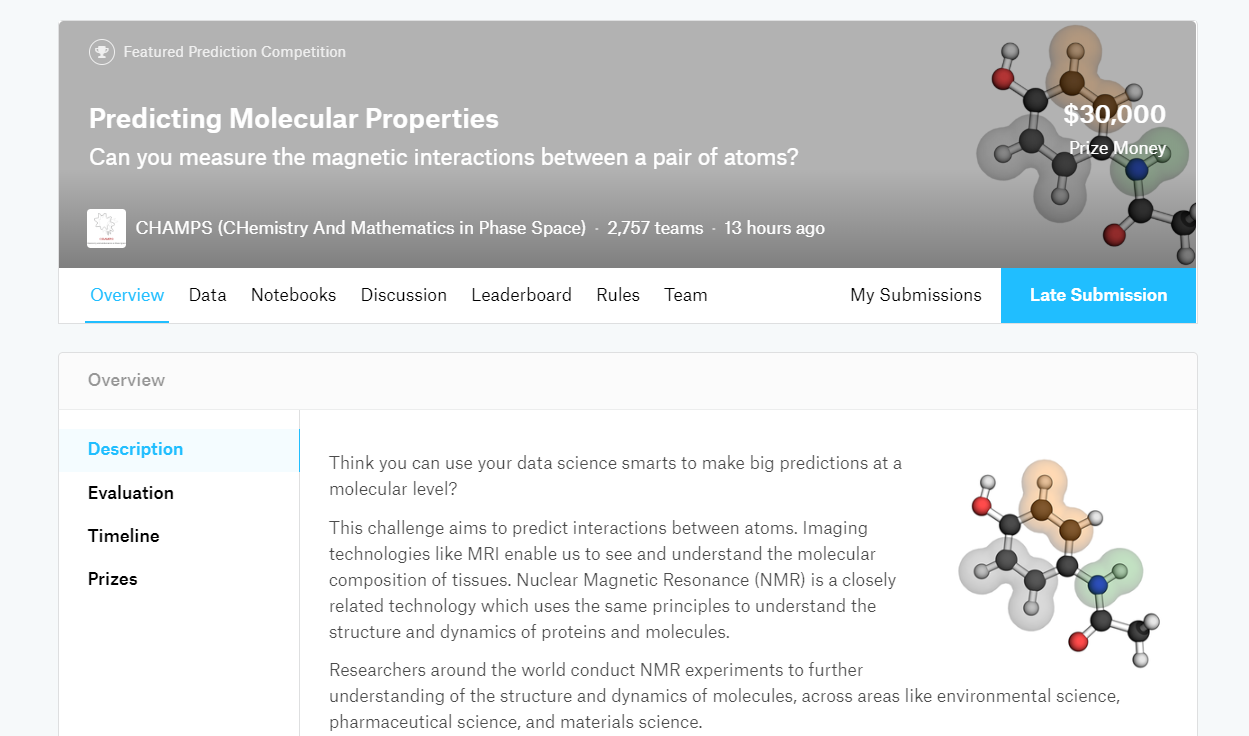 Featured Prediction Competition
Predicting Molecular Properties
$30,000
Can you measure the magnetic interactions between a pair of atoms?
Prize Money
CHAMPS (CHemistry And Mathematics in Phase Space) · 2,757 teams · 13 hours ago
Overview Data Notebooks Discussion Leaderboard Rules Team My Submissions Late Submission
Overview
Description
Evaluation
Timeline
Prizes
Think you can use your data science smarts to make big predictions at a
molecular level?
This challenge aims to predict interactions between atoms. Imaging
technologies like MRI enable us to see and understand the molecular
composition of tissues. Nuclear Magnetic Resonance (NMR) is a closely
related technology which uses the same principles to understand the
structure and dynamics of proteins and molecules.
Researchers around the world conduct NMR experiments to further
understanding of the structure and dynamics of molecules, across areas like environmental science,
pharmaceutical science, and materials science.